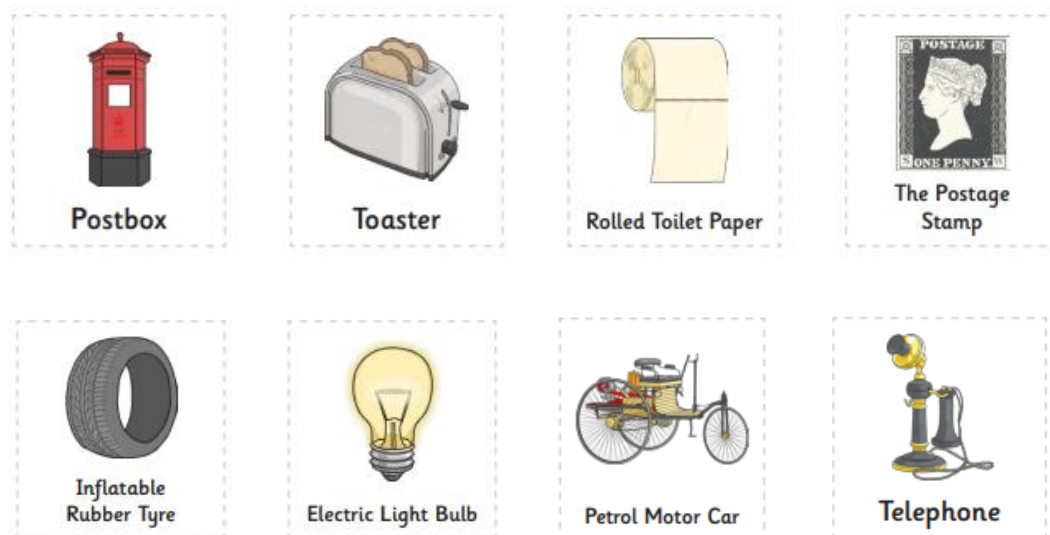 POSTAGE
ONE PENNY
Postbox
Toaster
Rolled Toilet Paper
The Postage
Stamp
Inflatable
Rubber Tyre
Electric Light Bulb
Petrol Motor Car
Telephone